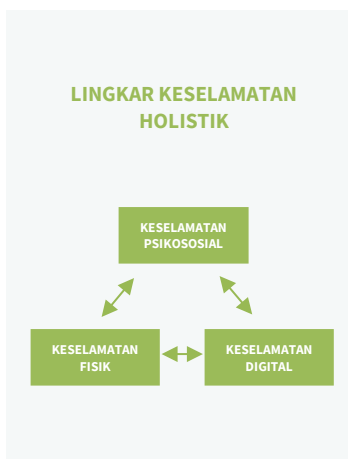 LINGKAR KESELAMATAN
HOLISTIK
KESELAMATAN
PSIKOSOSIAL
KESELAMATAN
FISIK
KESELAMATAN
DIGITAL